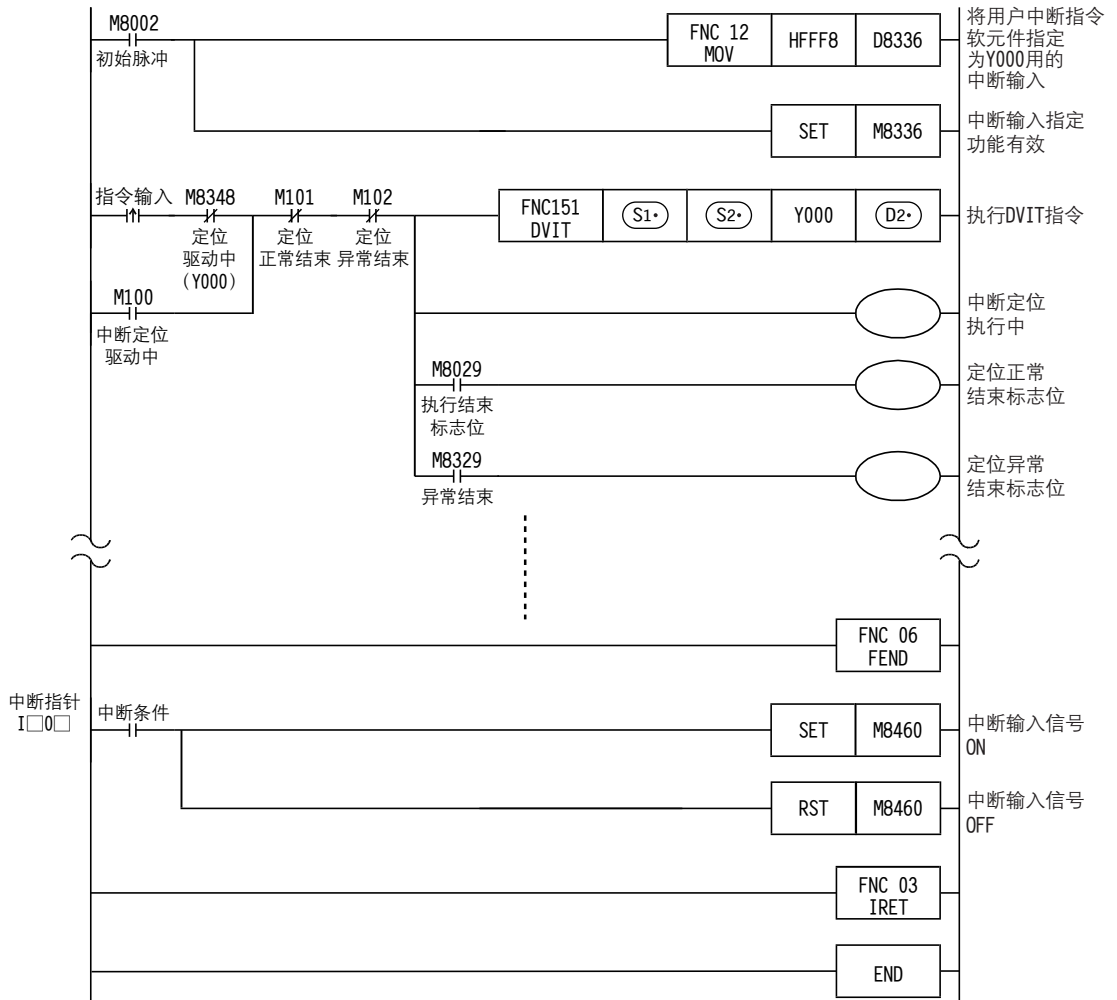 M8002
初始脉冲
FNC 12
MOV
HFFF8
D8336
将用户中断指令
软元件指定
为Y000用的
中断输入
SET
M8336
中断输入指定
功能有效
指令输入
M8348
定位
驱动中
(Y000)
M101
定位
正常结束
M102
定位
异常结束
FNC151
DVIT
S1·
S2·
Y000
D2·
执行DVIT指令
M100
中断定位
驱动中
中断定位
执行中
M8029
执行结束
标志位
定位正常
结束标志位
M8329
异常结束
定位异常
结束标志位
FNC 06
FEND
中断指针
I□0□
中断条件
SET
M8460
中断输入信号
ON
RST
M8460
中断输入信号
OFF
FNC 03
IRET
END